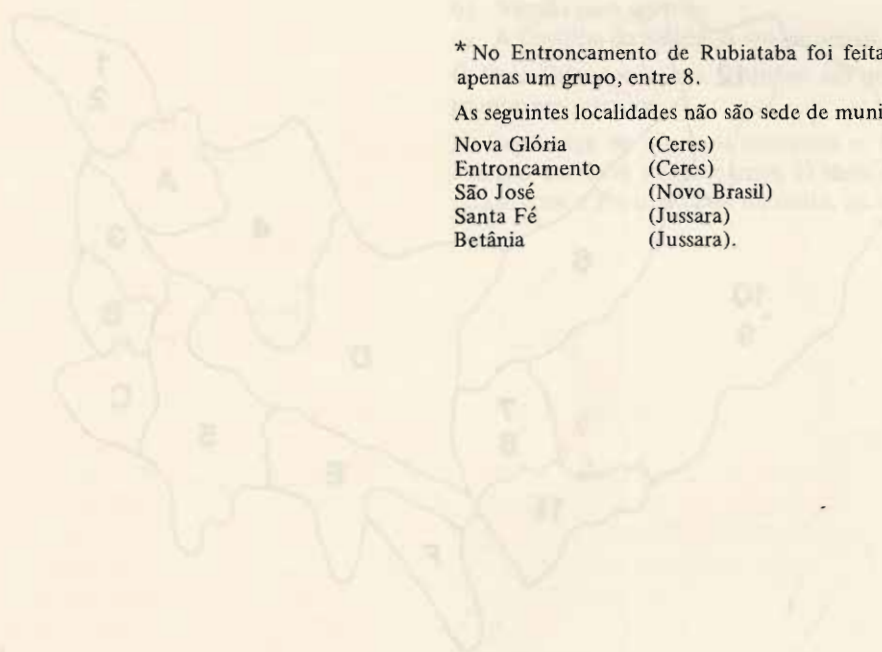 * No Entroncamento de Rubiataba foi feita
apenas um grupo, entre 8.
As seguintes localidades não são sede de muni
Nova Glória (Ceres)
Entroncamento (Ceres)
São José (Novo Brasil)
Santa Fé (Jussara)
Betânia (Jussara).